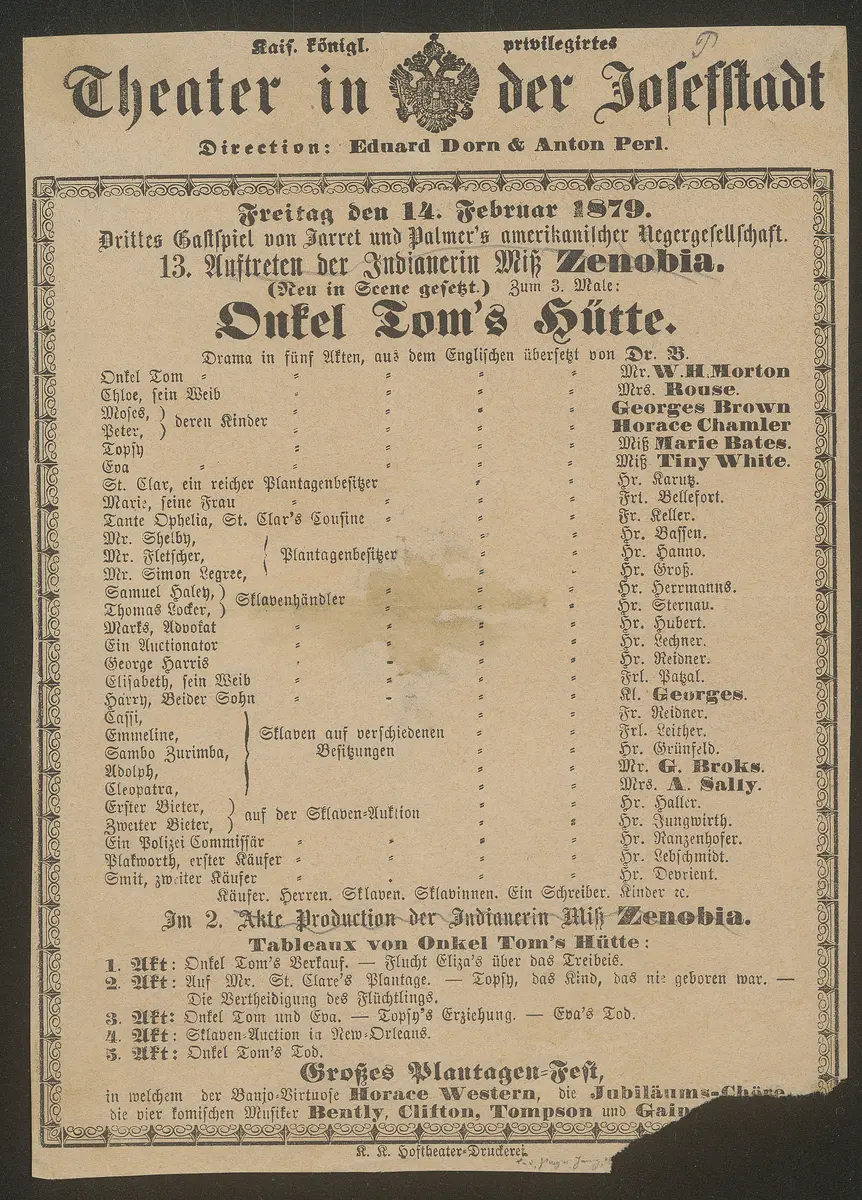 Kais. königl. privilegirtes
Theater in der Josefstadt
Direction: Eduard Dorn & Anton Perl.
Freitag den 14. Februar 1879.
Drittes Gastspiel von Jarret und Palmer's amerikanischer Negergesellschaft.
13. Auftreten der Indianerin Miß Zenobia.
(Neu in Scene gesetzt.) Zum 3. Male:
Onkel Tom's Hütte.
Drama in fünf Akten, aus dem Englischen übersetzt von Dr. B.
Onkel Tom Mr. W. H. Morton
Chloe, sein Weib Mrs. Rouse.
Moses, ) deren Kinder Georges Brown
Peter, ) Horace Chamler
Topsy Miß Marie Bates.
Eva Miß Tiny White.
St. Clar, ein reicher Plantagenbesitzer Hr. Karutz.
Marie, seine Frau Frl. Bellefort.
Tante Ophelia, St. Clar's Cousine Fr. Keller.
Mr. Shelby, Hr. Bassen.
Mr. Fletscher, { Plantagenbesitzer Hr. Hanno.
Mr. Simon Legree, Hr. Groß.
Samuel Haley, ) Sklavenhändler Hr. Herrmanns.
Thomas Locker, ) Hr. Sternau.
Marks, Advokat Hr. Hubert.
Ein Auctionator Hr. Lechner.
George Harris Hr. Reidner.
Elisabeth, sein Weib Frl. Patzal.
Harry, Beider Sohn Kl. Georges.
Cassi, Fr. Reidner.
Emmeline, } Sklaven auf verschiedenen Frl. Leither.
Sambo Zurimba, Besitzungen Hr. Grünfeld.
Adolph, Mr. G. Broks.
Cleopatra, Mrs. A. Sally.
Erster Bieter, ) auf der Sklaven-Auktion Hr. Haller.
Zweiter Bieter, ) Hr. Jungwirth.
Ein Polizei Commissär Hr. Ranzenhofer.
Plakworth, erster Käufer Hr. Lebschmidt.
Smit, zweiter Käufer Hr. Devrient.
Käufer. Herren. Sklaven. Sklavinnen. Ein Schreiber. Kinder ꝛc.
Im 2. Akte Production der Indianerin Miß Zenobia.
Tableaux von Onkel Tom's Hütte:
1. Akt: Onkel Tom's Verkauf. — Flucht Eliza's über das Treibeis.
2. Akt: Auf Mr. St. Clare's Plantage. — Topsy, das Kind, das nie geboren war. —
Die Vertheidigung des Flüchtlings.
3. Akt: Onkel Tom und Eva. — Topsy's Erziehung. — Eva's Tod.
4. Akt: Sklaven-Auction in New-Orleans.
5. Akt: Onkel Tom's Tod.
Großes Plantagen-Fest,
in welchem der Banjo-Virtuose Horace Western, die Jubiläums-Chöre,
die vier komischen Musiker Bently, Clifton, Tompson und Gain
K. K. Hoftheater-Druckerei.